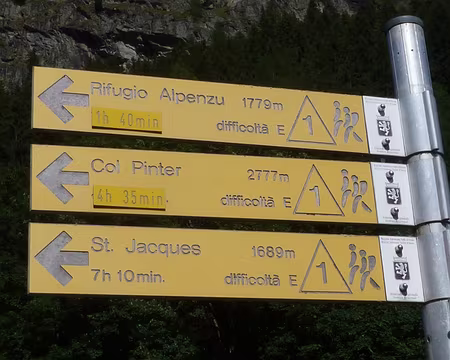 Rifugio Alpenzu 1779m
1h 40min
difficoltà E 1
Col Pinter 2777m
4h 35min.
difficoltà E 1
St. Jacques 1689m
7h 10min. difficoltà E 1